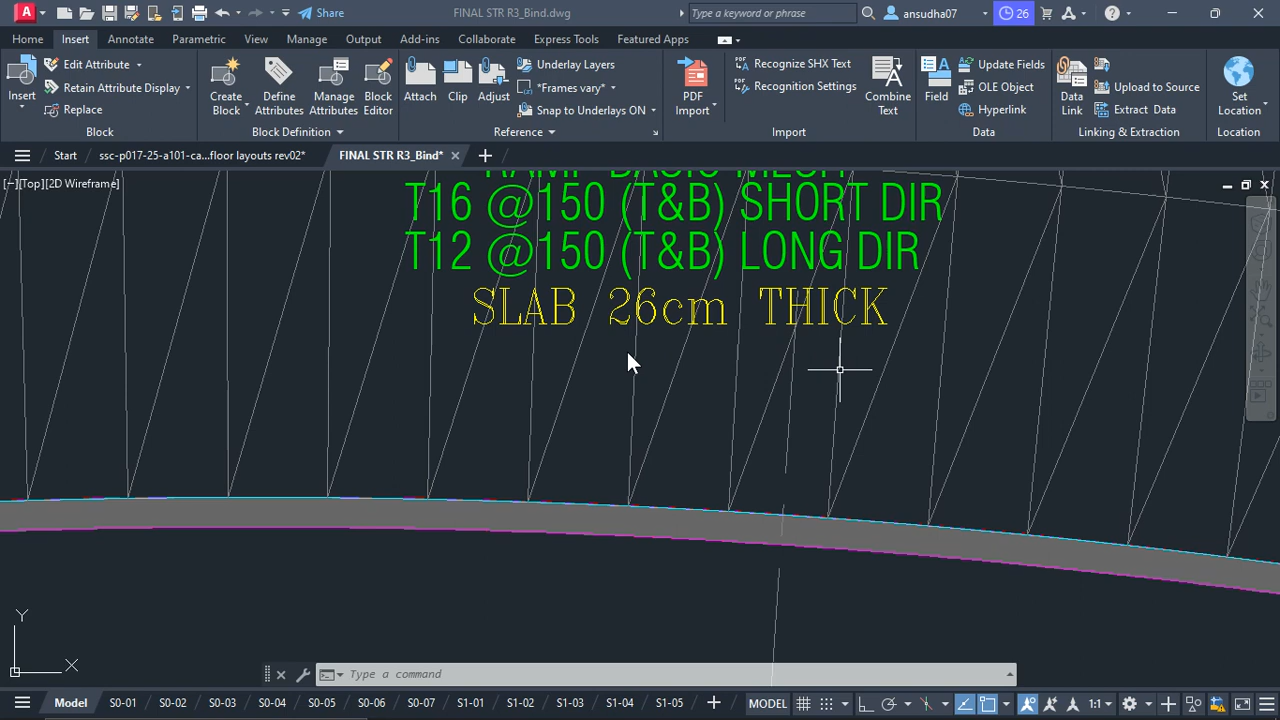 A Share FINAL STR R3_Bind.dwg Type a keyword or phrase ansudha07 26
Home Insert Annotate Parametric View Manage Output Add-ins Collaborate Express Tools Featured Apps
Insert
Edit Attribute
Retain Attribute Display
Replace
Block
Create Block
Define Attributes
Manage Attributes
Block Editor
Block Definition
Attach
Clip
Adjust
Underlay Layers
*Frames vary*
Snap to Underlays ON
Reference
PDF Import
Recognize SHX Text
Recognition Settings
Combine Text
Import
Field
Update Fields
OLE Object
Hyperlink
Data
Data Link
Upload to Source
Extract Data
Linking & Extraction
Set Location
Location
Start ssc-p017-25-a101-ca...floor layouts rev02* FINAL STR R3_Bind*
[−][Top][2D Wireframe]
RAMP BASIC MESH
T16 @150 (T&B) SHORT DIR
T12 @150 (T&B) LONG DIR
SLAB 26cm THICK
Y
X
Type a command
Model S0-01 S0-02 S0-03 S0-04 S0-05 S0-06 S0-07 S1-01 S1-02 S1-03 S1-04 S1-05 MODEL 1:1